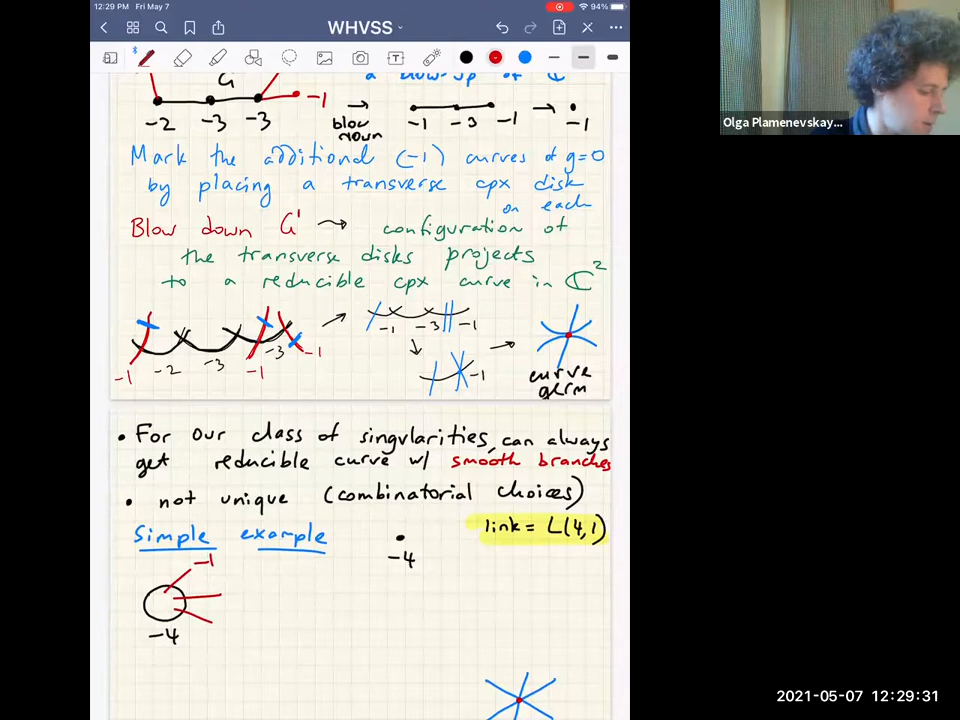 12:29 PM Fri May 7
94%
WHVSS
G
a blow-up of ℂ
-1
-2 -3 -3
blow down
-1 -3 -1
-1
Mark the additional (-1) curves of g=0
by placing a transverse cpx disk
on each
Blow down G' ⇝ configuration of
the transverse disks projects
to a reducible cpx curve in ℂ²
-1 -2 -3 -1 -3 -1
-1 -3 -1
-1
curve
germ
• For our class of singularities, can always
get reducible curve w/ smooth branches
• not unique (combinatorial choices)
link = L(4,1)
Simple example
-4
-1
-4
Olga Plamenevskay...
2021-05-07 12:29:31